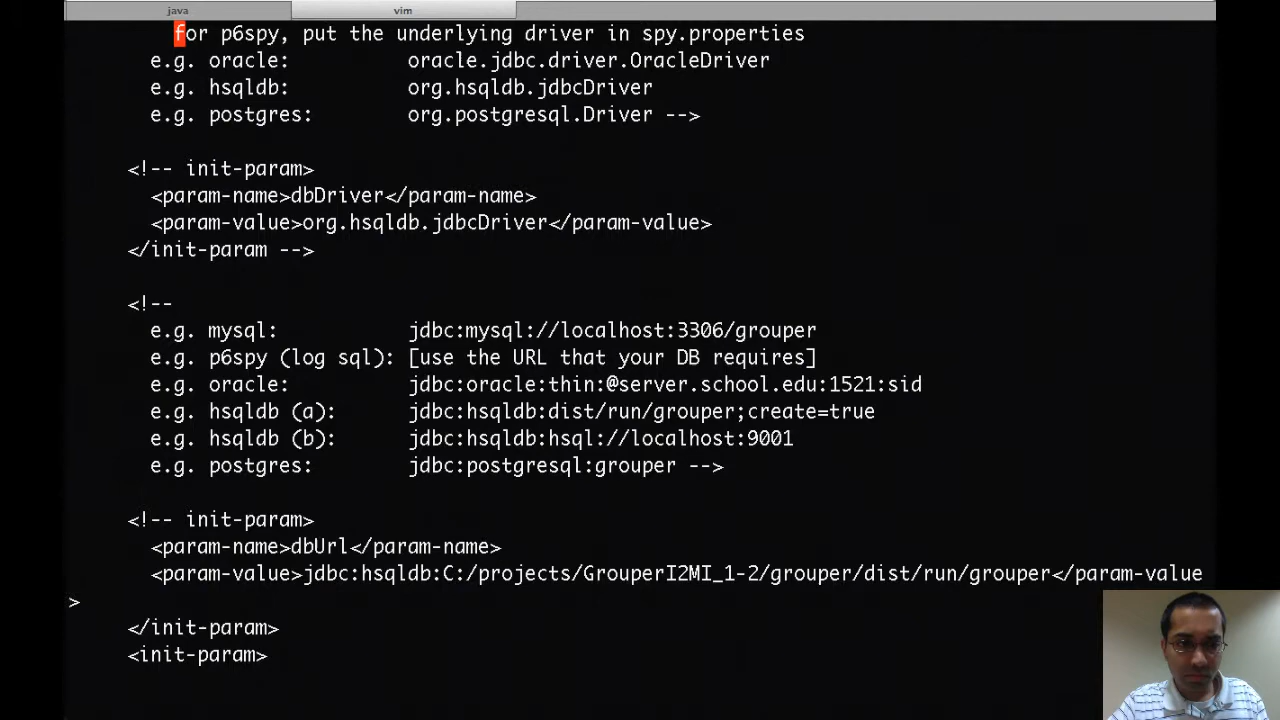 java
vim
for p6spy, put the underlying driver in spy.properties
e.g. oracle: oracle.jdbc.driver.OracleDriver
e.g. hsqldb: org.hsqldb.jdbcDriver
e.g. postgres: org.postgresql.Driver -->
<!-- init-param>
<param-name>dbDriver</param-name>
<param-value>org.hsqldb.jdbcDriver</param-value>
</init-param -->
<!--
e.g. mysql: jdbc:mysql://localhost:3306/grouper
e.g. p6spy (log sql): [use the URL that your DB requires]
e.g. oracle: jdbc:oracle:thin:@server.school.edu:1521:sid
e.g. hsqldb (a): jdbc:hsqldb:dist/run/grouper;create=true
e.g. hsqldb (b): jdbc:hsqldb:hsql://localhost:9001
e.g. postgres: jdbc:postgresql:grouper -->
<!-- init-param>
<param-name>dbUrl</param-name>
<param-value>jdbc:hsqldb:C:/projects/GrouperI2MI_1-2/grouper/dist/run/grouper</param-value
>
</init-param>
<init-param>